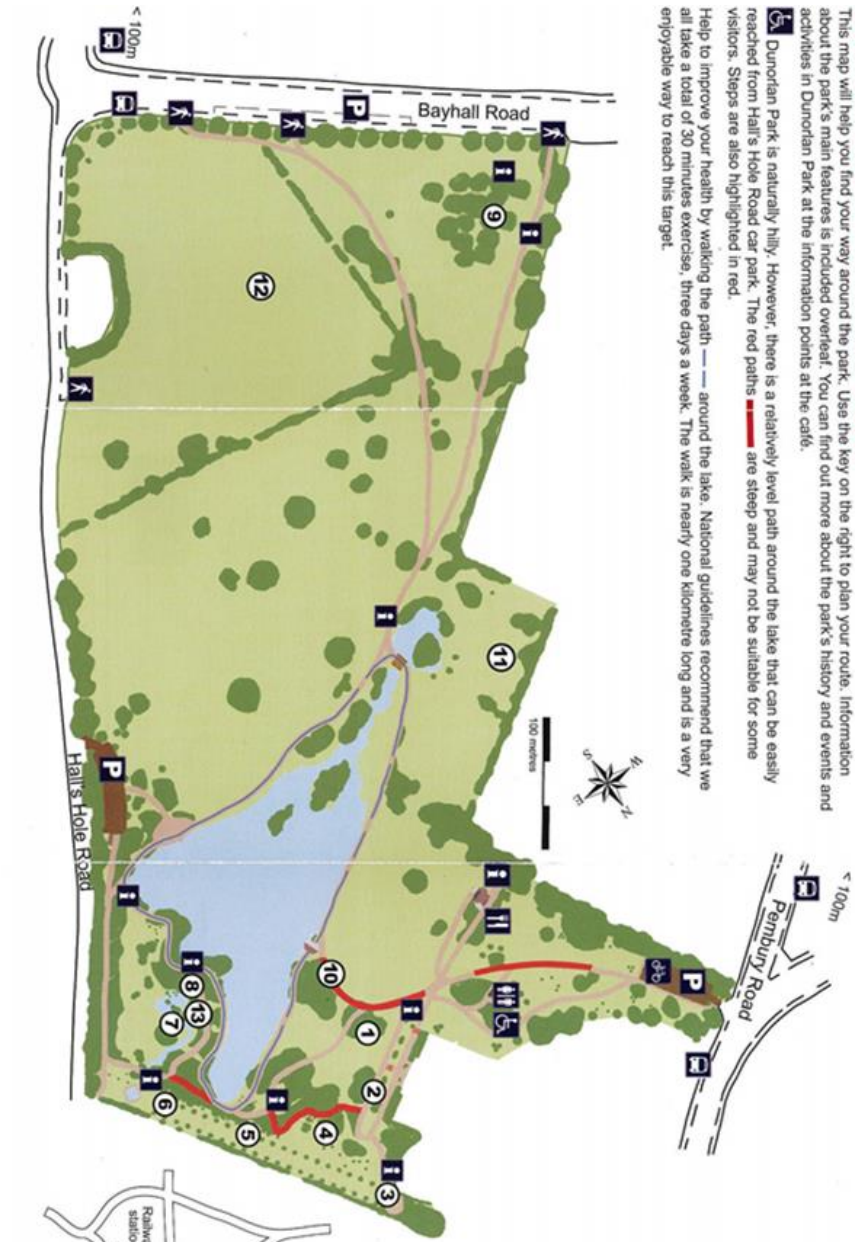 This map will help you find your way around the park. Use the key on the right to plan your route. Information
about the park's main features is included overleaf. You can find out more about the park's history and events and
activities in Dunorlan Park at the information points at the café.
Dunorlan Park is naturally hilly. However, there is a relatively level path around the lake that can be easily
reached from Hall's Hole Road car park. The red paths are steep and may not be suitable for some
visitors. Steps are also highlighted in red.
Help to improve your health by walking the path around the lake. National guidelines recommend that we
all take a total of 30 minutes exercise, three days a week. The walk is nearly one kilometre long and is a very
enjoyable way to reach this target.
< 100m
P
Bayhall Road
i
9
i
12
i
11
100 metres
N
E
S
W
P
Hall's Hole Road
< 100m
Pembury Road
P
i
i
10
1
i
i
8
13
7
2
i
6
i
5
4
i
3
Railwa
statio